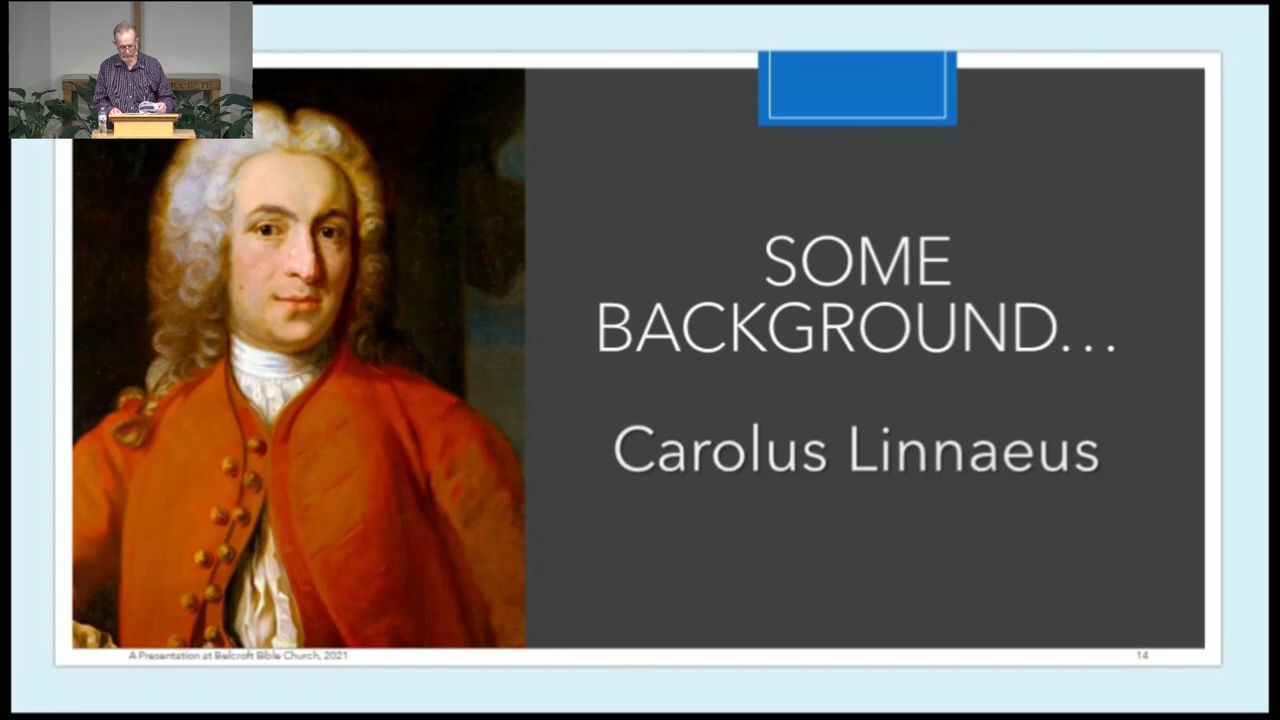 SOME
BACKGROUND...
Carolus Linnaeus
A Presentation at Belcroft Bible Church, 2021
14